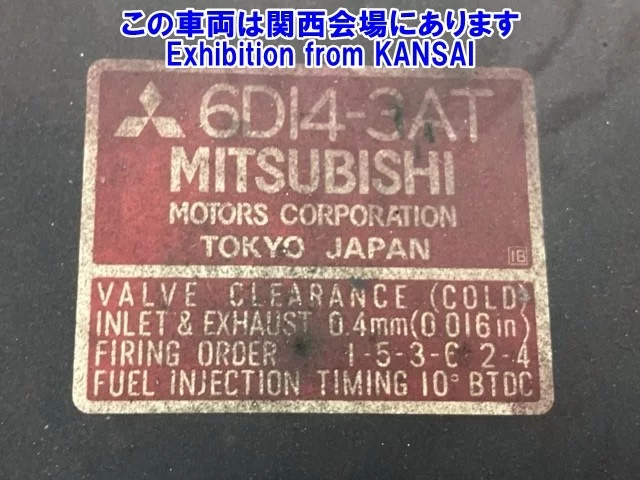 この車両は関西会場にあります
Exhibition from KANSAI
6D14-3AT
MITSUBISHI
MOTORS CORPORATION
TOKYO JAPAN
1B
VALVE CLEARANCE (COLD)
INLET & EXHAUST 0.4mm(0.016in)
FIRING ORDER 1-5-3-6 2-4
FUEL INJECTION TIMING 10° BTDC